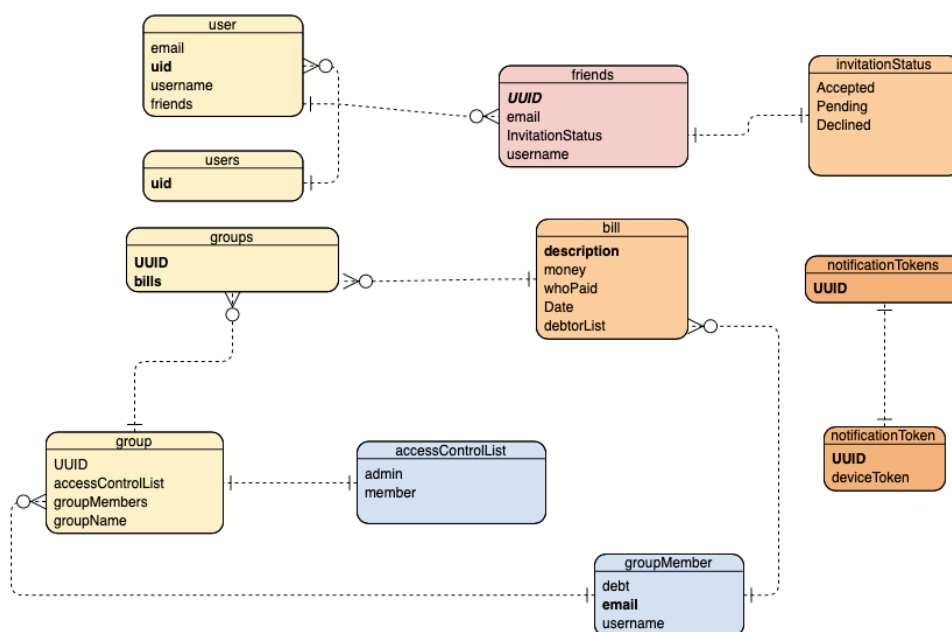 user
email
uid
username
friends
users
uid
friends
UUID
email
InvitationStatus
username
invitationStatus
Accepted
Pending
Declined
groups
UUID
bills
bill
description
money
whoPaid
Date
debtorList
notificationTokens
UUID
group
UUID
accessControlList
groupMembers
groupName
accessControlList
admin
member
notificationToken
UUID
deviceToken
groupMember
debt
email
username